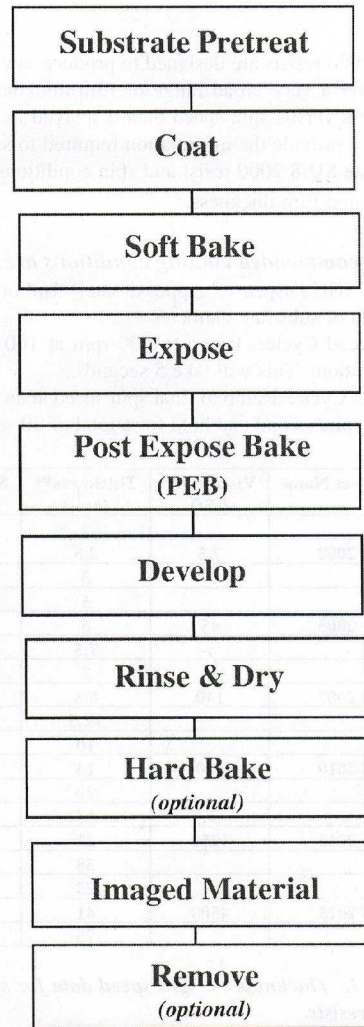 Substrate Pretreat
Coat
Soft Bake
Expose
Post Expose Bake
(PEB)
Develop
Rinse & Dry
Hard Bake
(optional)
Imaged Material
Remove
(optional)